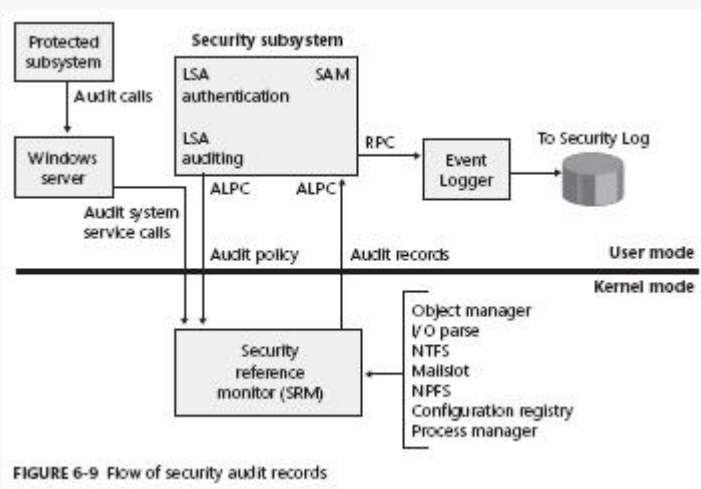 Protected
subsystem
Security subsystem
LSA SAM
authentication
LSA
auditing
Audit calls
Windows
server
RPC
Event
Logger
To Security Log
ALPC
ALPC
Audit system
service calls
Audit policy
Audit records
User mode
Kernel mode
Security
reference
monitor (SRM)
Object manager
I/O parse
NTFS
Mailslot
NPFS
Configuration registry
Process manager
FIGURE 6-9 Flow of security audit records